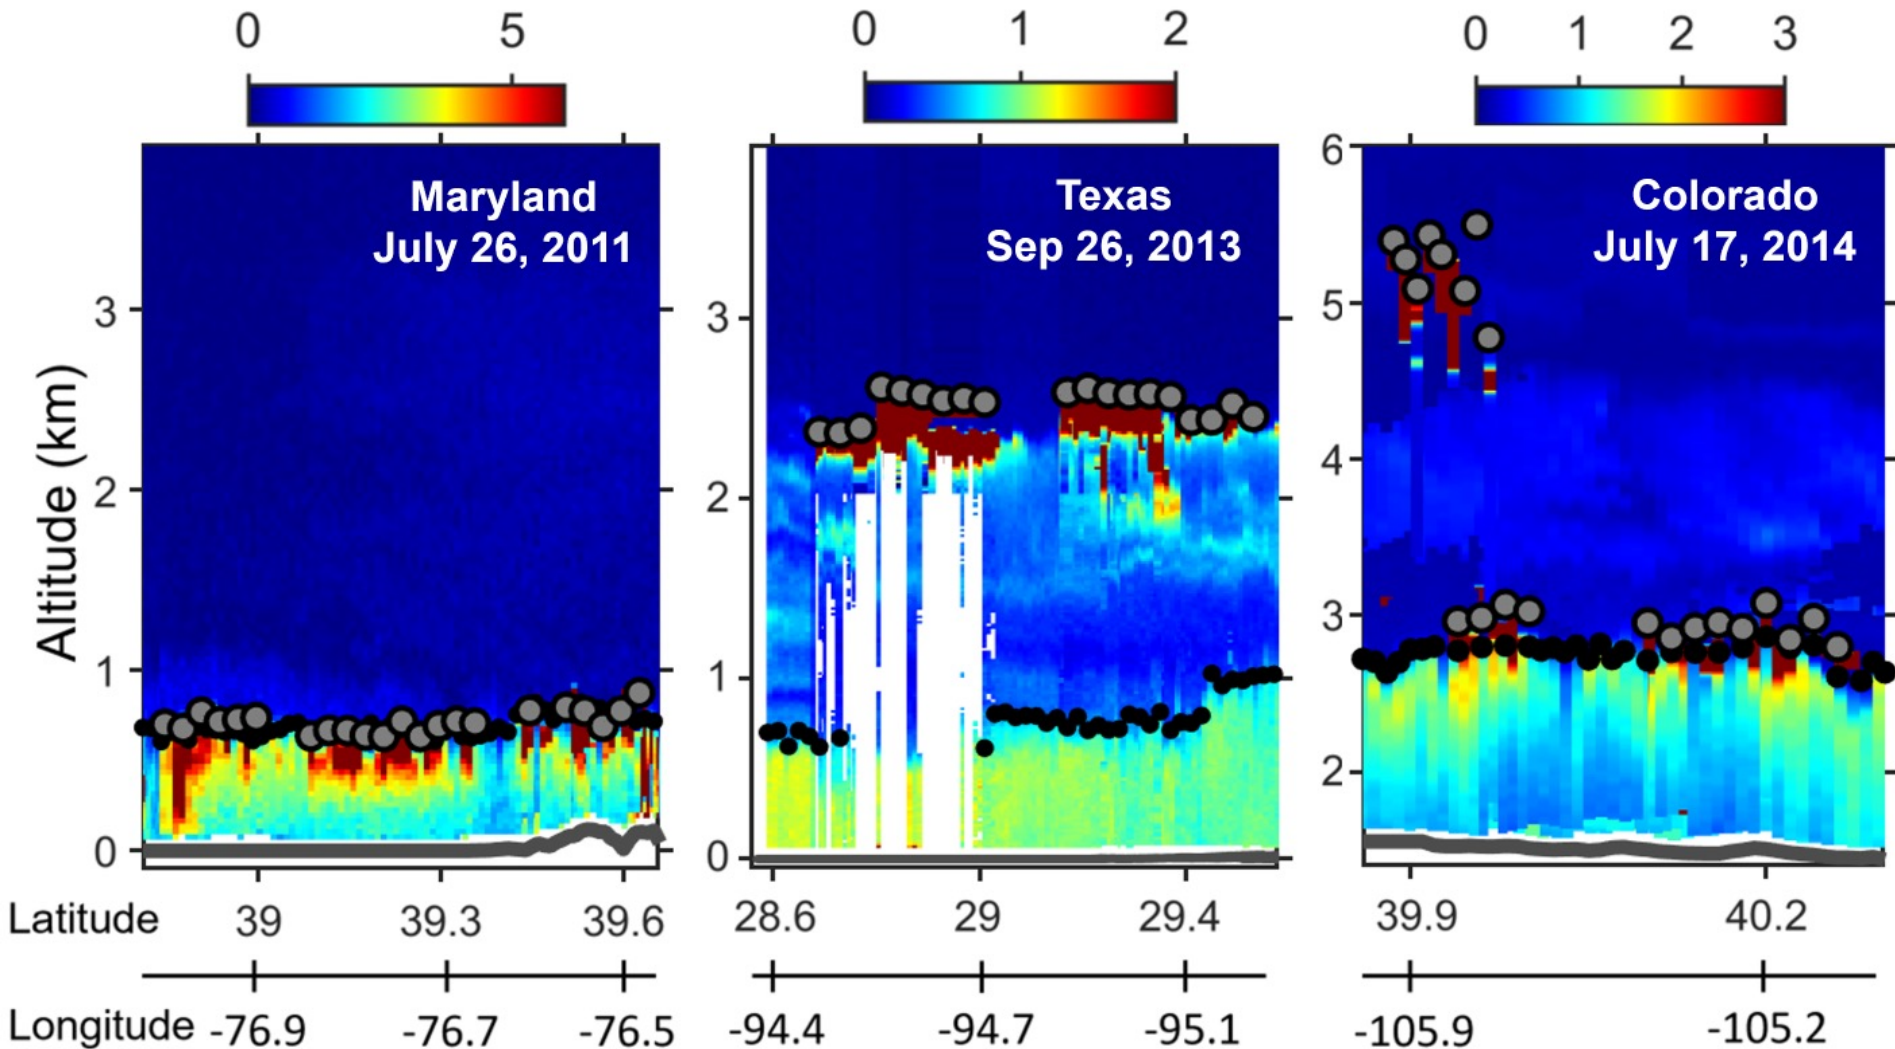 0 5
0 1 2
0 1 2 3
Maryland
July 26, 2011
Texas
Sep 26, 2013
Colorado
July 17, 2014
Altitude (km)
3
2
1
0
3
2
1
0
6
5
4
3
2
Latitude 39 39.3 39.6 28.6 29 29.4 39.9 40.2
Longitude -76.9 -76.7 -76.5 -94.4 -94.7 -95.1 -105.9 -105.2